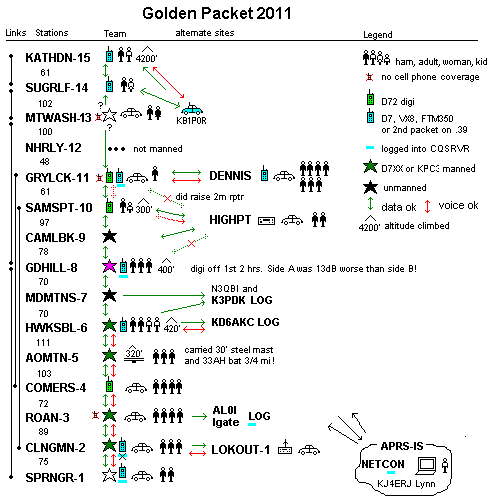 Golden Packet 2011
Links Stations Team alternate sites Legend
KATHDN-15 4200'
61
SUGRLF-14
102
KB1POR
MTWASH-13 ?
100 ?
NHRLY-12 not manned
48
GRYLCK-11 DENNIS
61
did raise 2m rptr
SAMSPT-10 300'
97
HIGHPT
CAMLBK-9
78
GDHILL-8 400' digi off 1st 2 hrs. Side A was 13dB worse than side B!
70
MDMTNS-7 N3QBI and
K3PDK LOG
70
HWKSBL-6 420' KD6AKC LOG
111
AOMTN-5 320' carried 30' steel mast
and 33AH bat 3/4 mi!
103
COMERS-4
72
ROAN-3 AL0I
Igate LOG
89
CLNGMN-2 LOKOUT-1
75
SPRNGR-1
ham, adult, woman, kid
no cell phone coverage
D72 digi
D7, VX8, FTM350
or 2nd packet on .39
logged into CQSRVR
D7XX or KPC3 manned
unmanned
data ok voice ok
4200' altitude climbed
APRS-IS
NETCON
KJ4ERJ Lynn